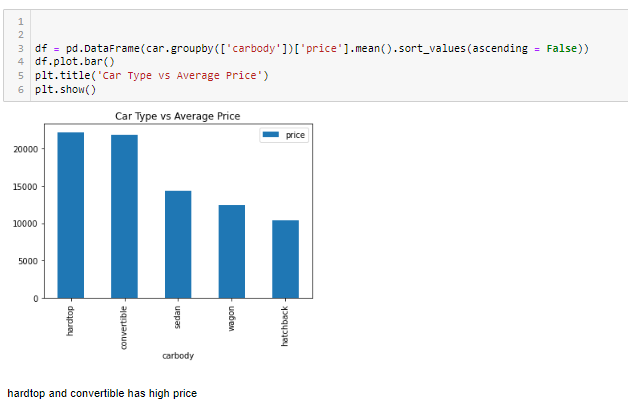 1
2
3 df = pd.DataFrame(car.groupby(['carbody'])['price'].mean().sort_values(ascending = False))
4 df.plot.bar()
5 plt.title('Car Type vs Average Price')
6 plt.show()
Car Type vs Average Price
price
20000
15000
10000
5000
0
hardtop
convertible
sedan
wagon
hatchback
carbody
hardtop and convertible has high price